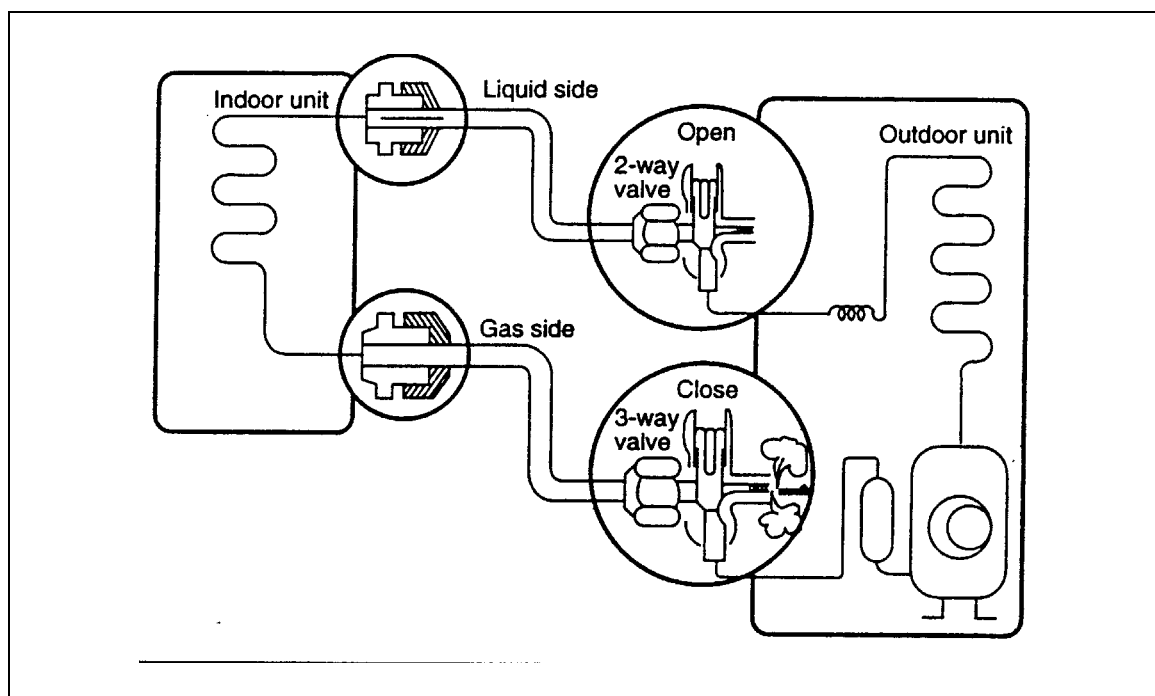 Indoor unit
Liquid side
Open
2-way
valve
Outdoor unit
Gas side
Close
3-way
valve